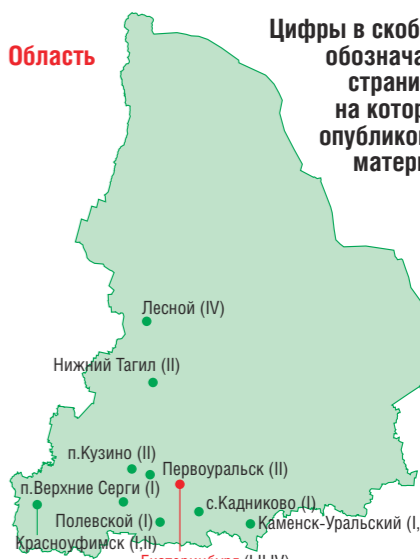 Область
Цифры в скоб
обознача
страни
на котор
опубликов
матери
Лесной (IV)
Нижний Тагил (II)
п.Кузино (II)
Первоуральск (II)
п.Верхние Серги (I)
с.Кадниково (I)
Полевской (I)
Каменск-Уральский (I,
Красноуфимск (I,II)